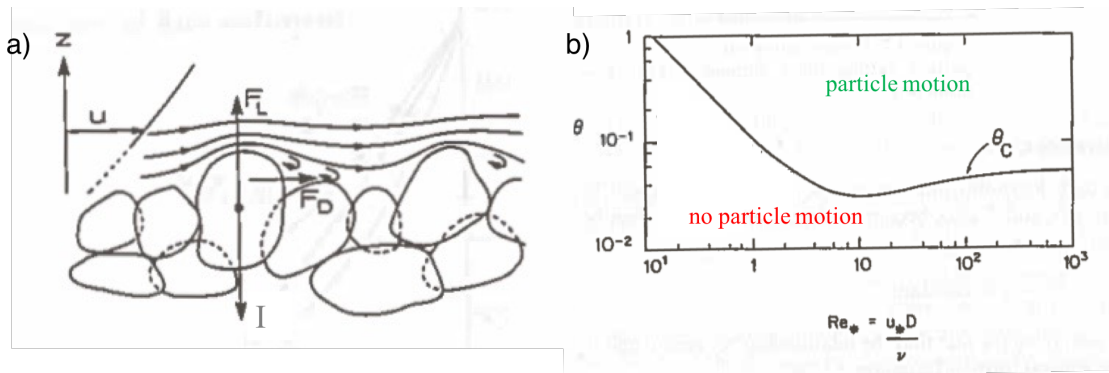 a)
Z
U
F_L
F_D
I
b)
1
particle motion
θ
10^-1
θ_C
no particle motion
10^-2
10^1
1
10
10^2
10^3
Re_* = u_*D
ν